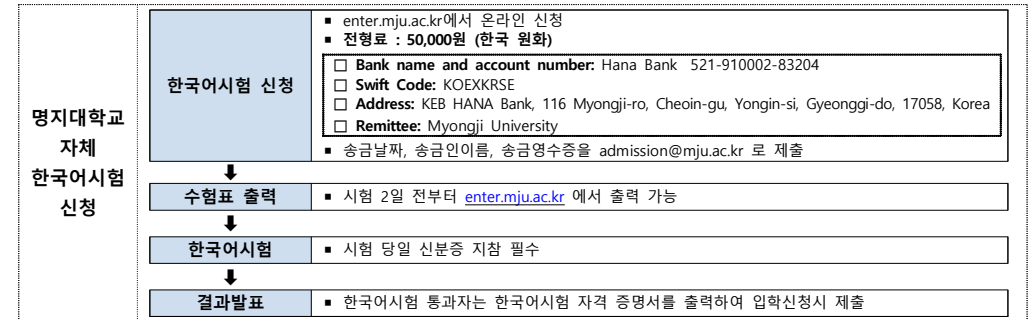 명지대학교
자체
한국어시험
신청
한국어시험 신청
▪ enter.mju.ac.kr에서 온라인 신청
▪ 전형료 : 50,000원 (한국 원화)
□ Bank name and account number: Hana Bank 521-910002-83204
□ Swift Code: KOEXKRSE
□ Address: KEB HANA Bank, 116 Myongji-ro, Cheoin-gu, Yongin-si, Gyeonggi-do, 17058, Korea
□ Remittee: Myongji University
▪ 송금날짜, 송금인이름, 송금영수증을 admission@mju.ac.kr 로 제출
⬇
수험표 출력
▪ 시험 2일 전부터 enter.mju.ac.kr 에서 출력 가능
⬇
한국어시험
▪ 시험 당일 신분증 지참 필수
⬇
결과발표
▪ 한국어시험 통과자는 한국어시험 자격 증명서를 출력하여 입학신청시 제출